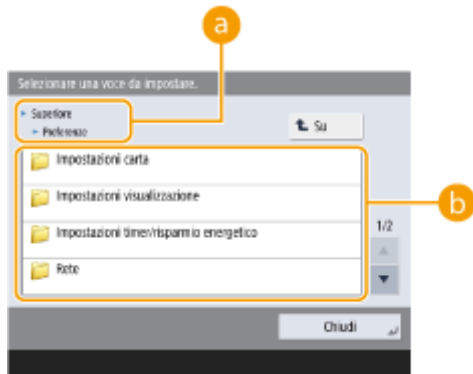 a
Selezionare una voce da impostare.
Superiore
Preferenze
Su
Impostazioni carta
Impostazioni visualizzazione
Impostazioni timer/risparmio energetico
Rete
b
1/2
Chiudi